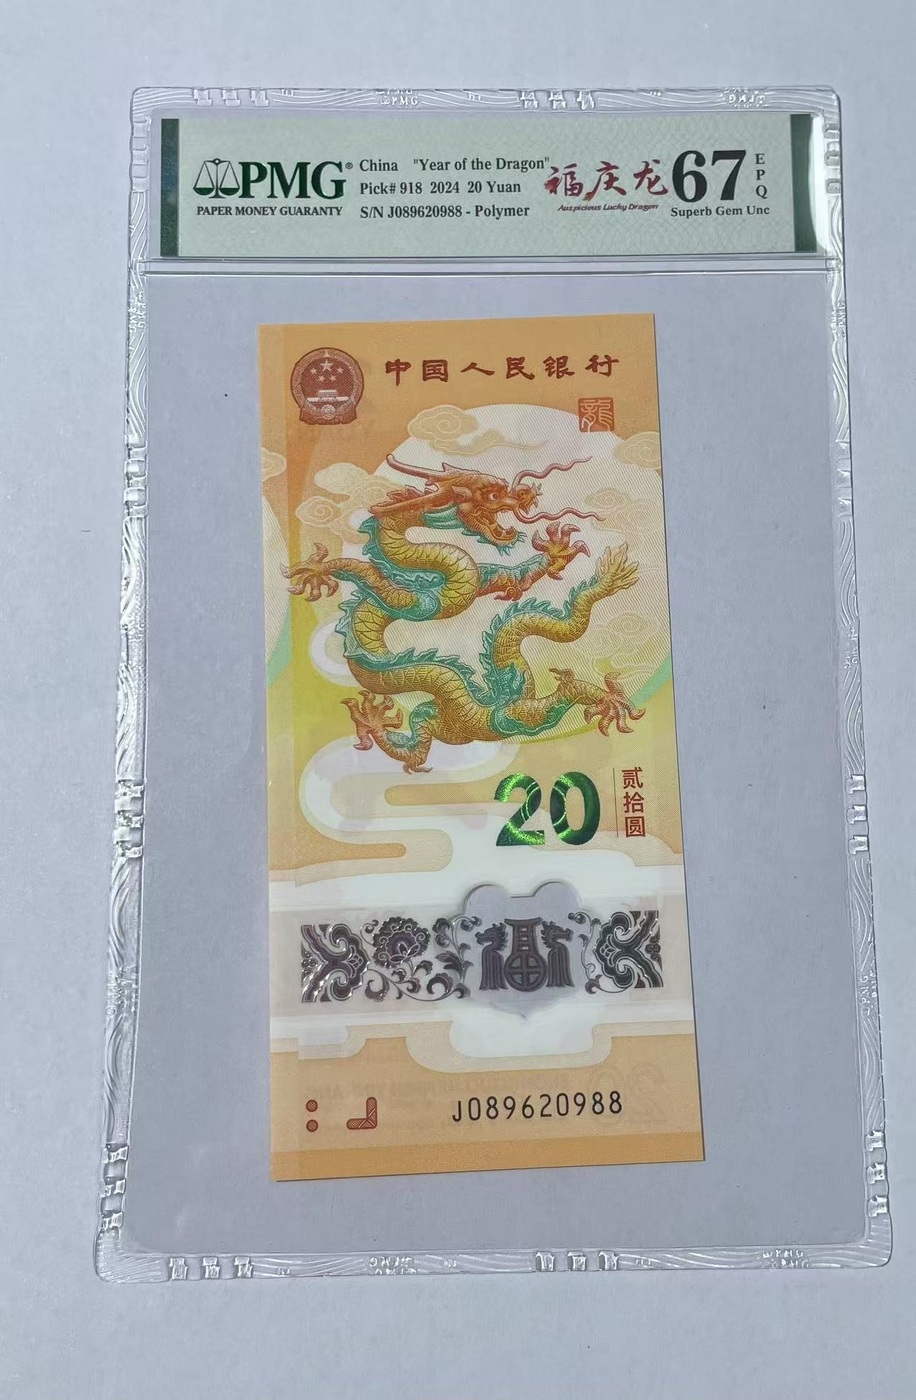 PMG®
PAPER MONEY GUARANTY
China "Year of the Dragon"
Pick# 918 2024 20 Yuan
S/N J089620988 - Polymer
福庆龙
Auspicious Lucky Dragon
67
EPQ
Superb Gem Unc
中国人民银行
龍
20
贰拾圆
J089620988